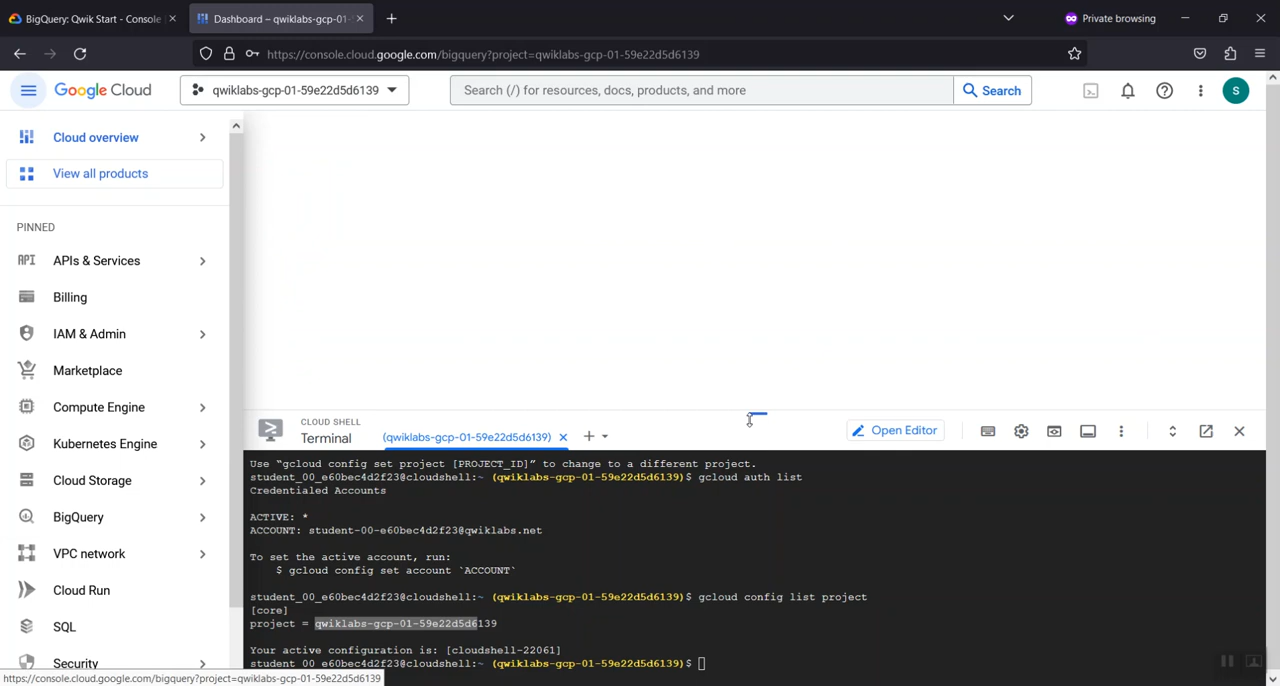 BigQuery: Qwik Start - Console
Dashboard – qwiklabs-gcp-01-
Private browsing
https://console.cloud.google.com/bigquery?project=qwiklabs-gcp-01-59e22d5d6139
Google Cloud
qwiklabs-gcp-01-59e22d5d6139
Search (/) for resources, docs, products, and more
Search
S
Cloud overview
View all products
PINNED
API APIs & Services
Billing
IAM & Admin
Marketplace
Compute Engine
Kubernetes Engine
Cloud Storage
BigQuery
VPC network
Cloud Run
SQL
Security
CLOUD SHELL
Terminal
(qwiklabs-gcp-01-59e22d5d6139)
Open Editor
Use "gcloud config set project [PROJECT_ID]" to change to a different project.
student_00_e60bec4d2f23@cloudshell:~ (qwiklabs-gcp-01-59e22d5d6139)$ gcloud auth list
Credentialed Accounts
ACTIVE: *
ACCOUNT: student-00-e60bec4d2f23@qwiklabs.net
To set the active account, run:
$ gcloud config set account `ACCOUNT`
student_00_e60bec4d2f23@cloudshell:~ (qwiklabs-gcp-01-59e22d5d6139)$ gcloud config list project
[core]
project = qwiklabs-gcp-01-59e22d5d6139
Your active configuration is: [cloudshell-22061]
student_00_e60bec4d2f23@cloudshell:~ (qwiklabs-gcp-01-59e22d5d6139)$
https://console.cloud.google.com/bigquery?project=qwiklabs-gcp-01-59e22d5d6139